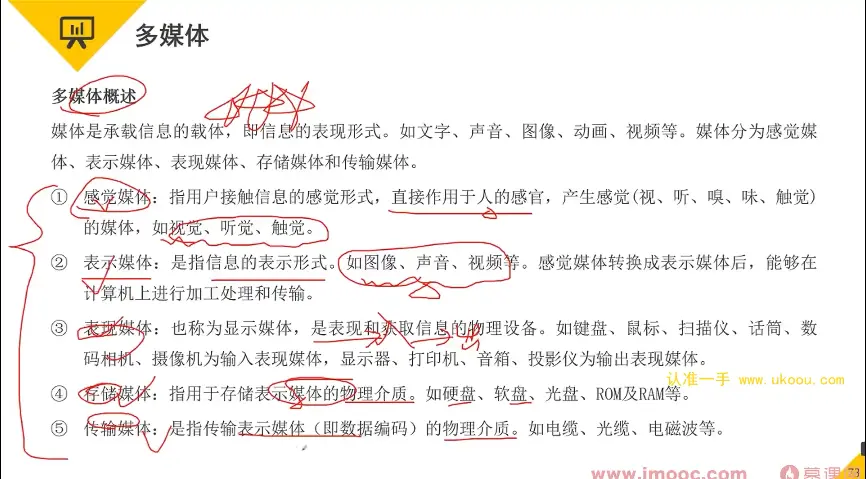 多媒体
多媒体概述
媒体是承载信息的载体，即信息的表现形式。如文字、声音、图像、动画、视频等。媒体分为感觉媒
体、表示媒体、表现媒体、存储媒体和传输媒体。
① 感觉媒体：指用户接触信息的感觉形式，直接作用于人的感官，产生感觉(视、听、嗅、味、触觉)
的媒体，如视觉、听觉、触觉。
② 表示媒体：是指信息的表示形式。如图像、声音、视频等。感觉媒体转换成表示媒体后，能够在
计算机上进行加工处理和传输。
③ 表现媒体：也称为显示媒体，是表现和获取信息的物理设备。如键盘、鼠标、扫描仪、话筒、数
码相机、摄像机为输入表现媒体，显示器、打印机、音箱、投影仪为输出表现媒体。
认准一手 www.ukoou.com
④ 存储媒体：指用于存储表示媒体的物理介质。如硬盘、软盘、光盘、ROM及RAM等。
⑤ 传输媒体：是指传输表示媒体（即数据编码）的物理介质。如电缆、光缆、电磁波等。
www.imooc.com
73